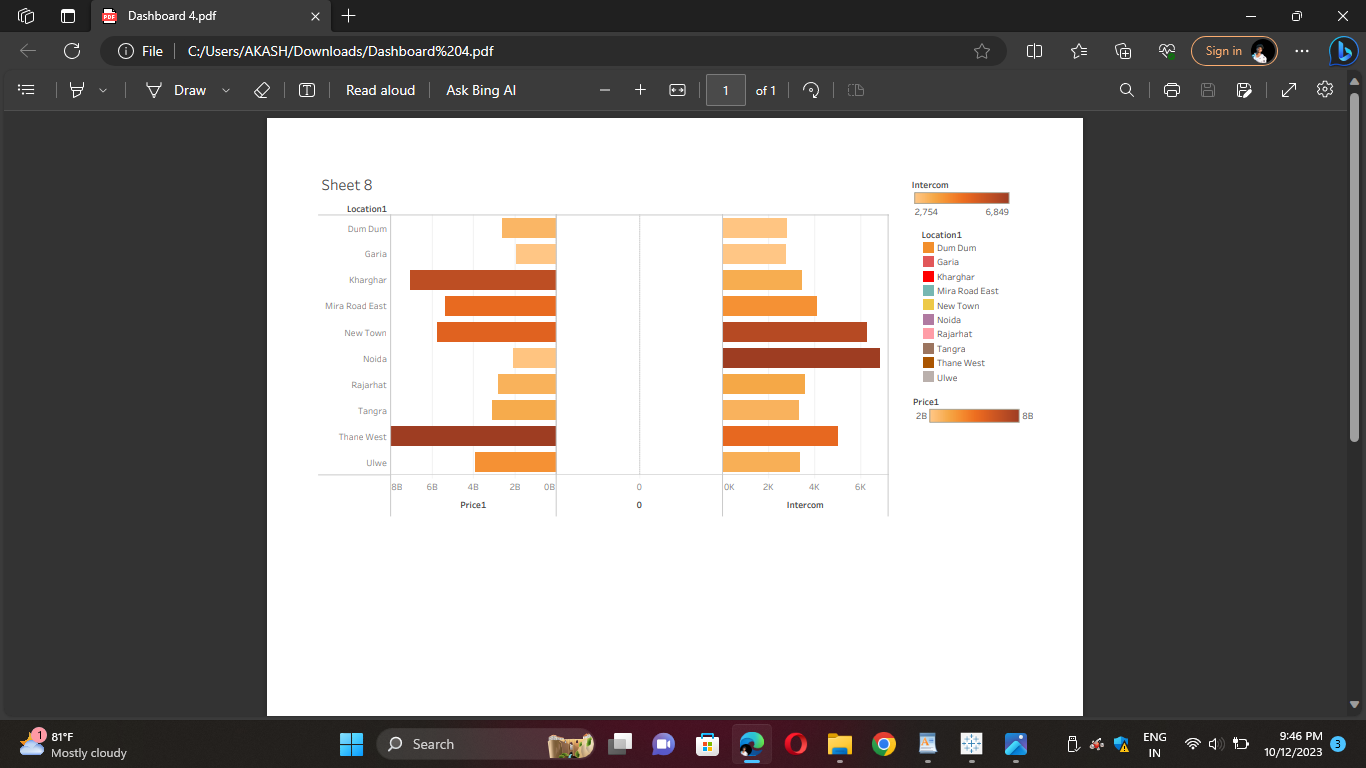 Dashboard 4.pdf
File C:/Users/AKASH/Downloads/Dashboard%204.pdf Sign in
Draw Read aloud Ask Bing AI 1 of 1
Sheet 8
Location1
Dum Dum
Garia
Kharghar
Mira Road East
New Town
Noida
Rajarhat
Tangra
Thane West
Ulwe
8B 6B 4B 2B 0B 0 0K 2K 4K 6K
Price1 0 Intercom
Intercom
2,754 6,849
Location1
Dum Dum
Garia
Kharghar
Mira Road East
New Town
Noida
Rajarhat
Tangra
Thane West
Ulwe
Price1
2B 8B
1 81°F
Mostly cloudy
Search
ENG
IN
9:46 PM
10/12/2023
3